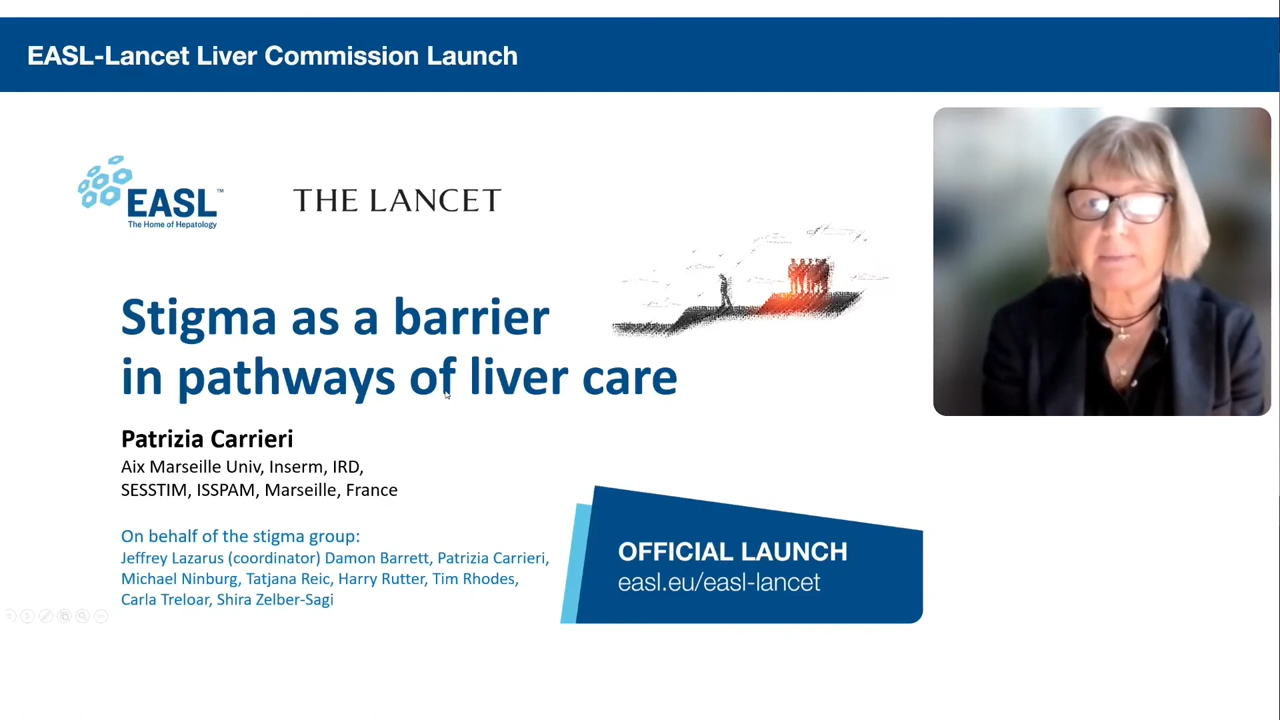 EASL-Lancet Liver Commission Launch
EASL™
The Home of Hepatology
THE LANCET
Stigma as a barrier
in pathways of liver care
Patrizia Carrieri
Aix Marseille Univ, Inserm, IRD,
SESSTIM, ISSPAM, Marseille, France
On behalf of the stigma group:
Jeffrey Lazarus (coordinator) Damon Barrett, Patrizia Carrieri,
Michael Ninburg, Tatjana Reic, Harry Rutter, Tim Rhodes,
Carla Treloar, Shira Zelber-Sagi
OFFICIAL LAUNCH
easl.eu/easl-lancet